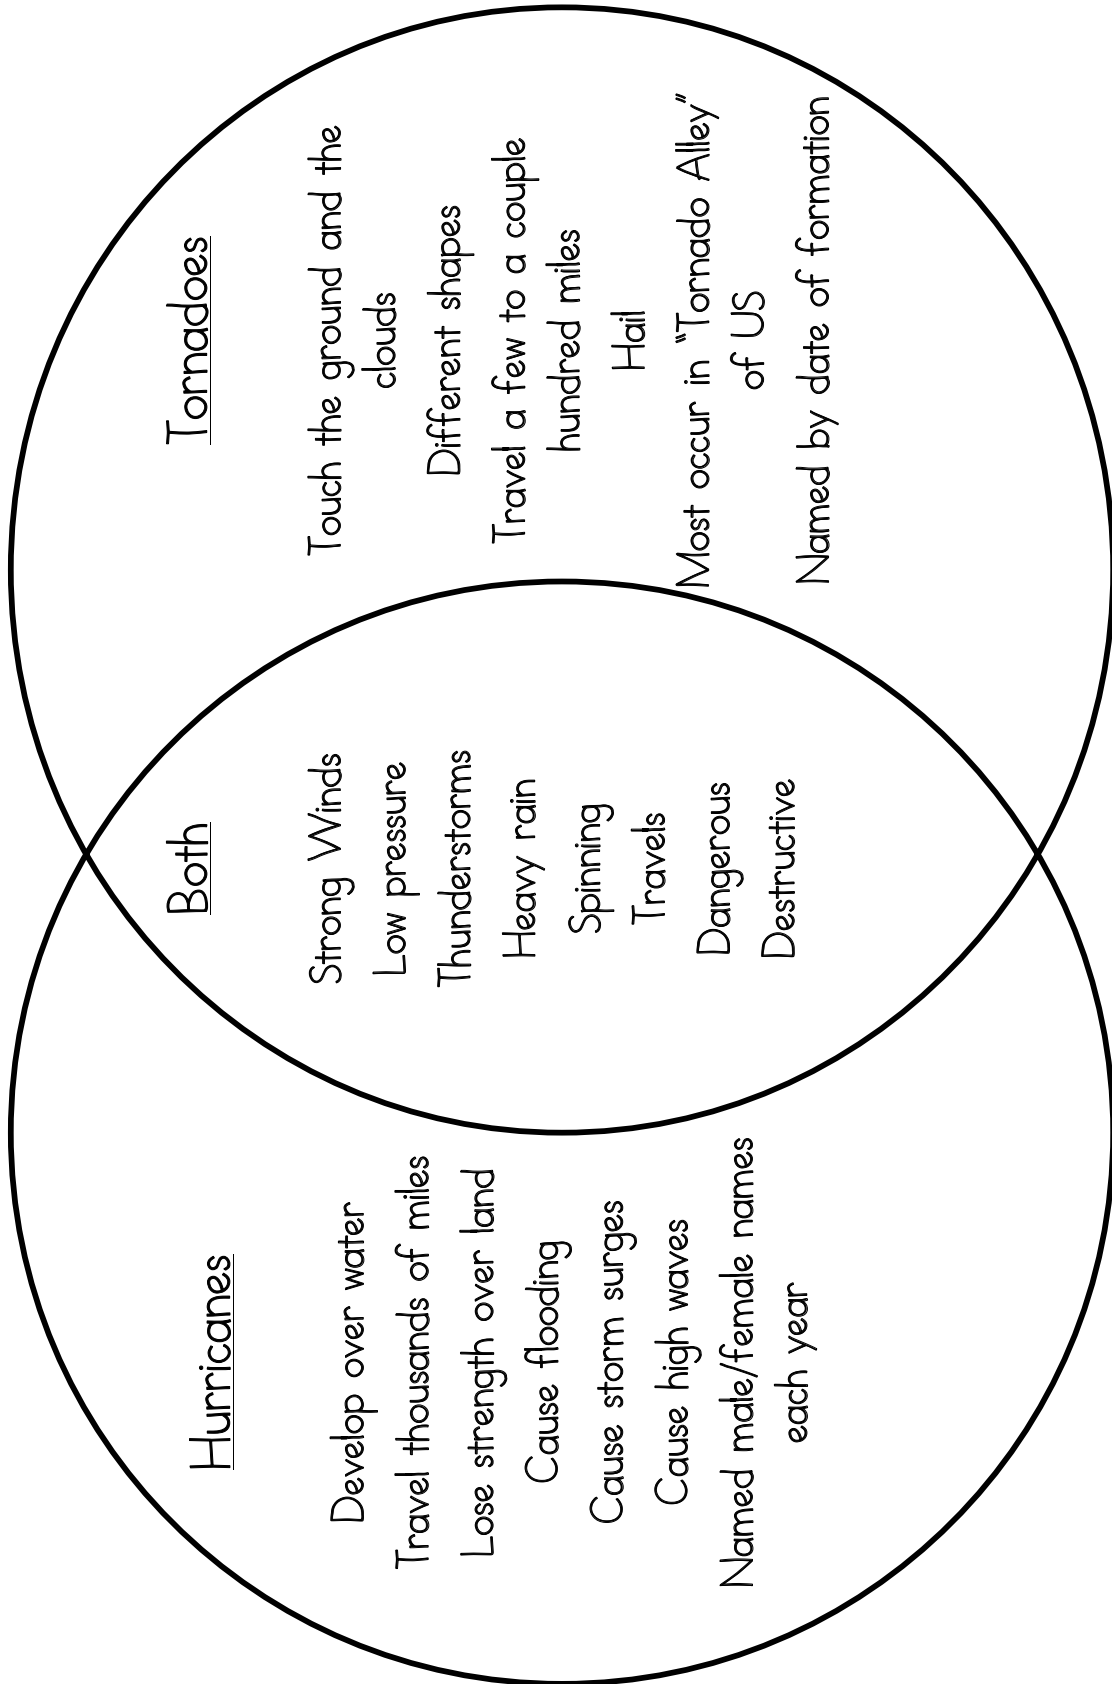 Hurricanes
Develop over water
Travel thousands of miles
Lose strength over land
Cause flooding
Cause storm surges
Cause high waves
Named male/female names
each year
Both
Strong Winds
Low pressure
Thunderstorms
Heavy rain
Spinning
Travels
Dangerous
Destructive
Tornadoes
Touch the ground and the
clouds
Different shapes
Travel a few to a couple
hundred miles
Hail
Most occur in "Tornado Alley"
of US
Named by date of formation